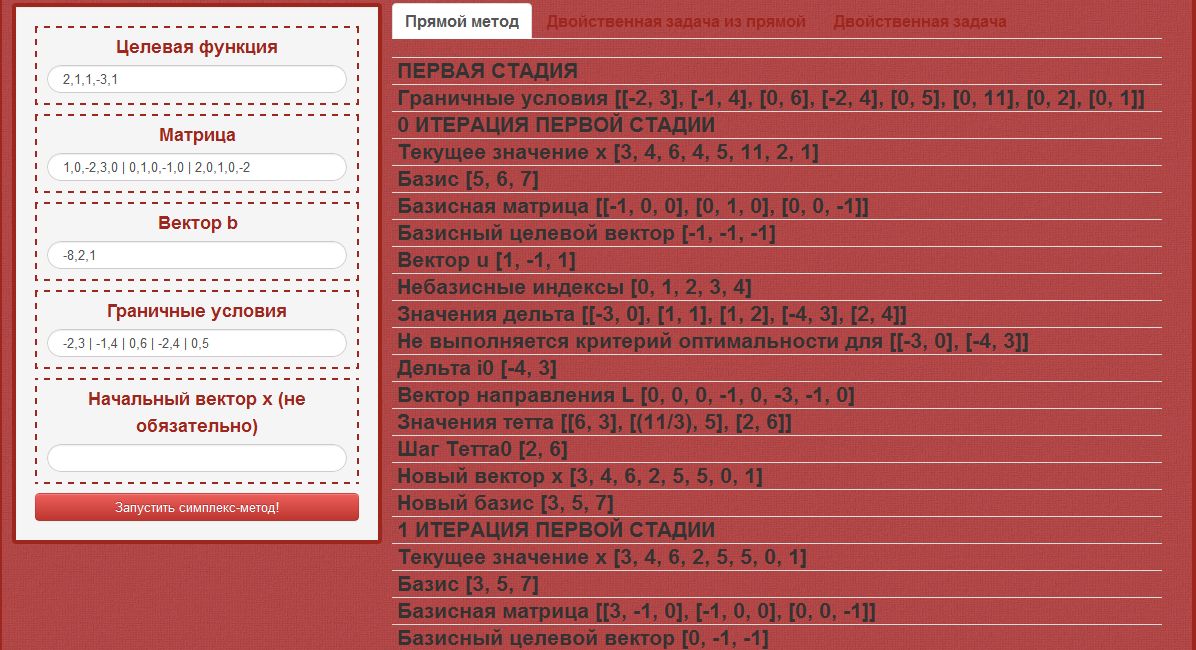 Целевая функция
2,1,1,-3,1
Матрица
1,0,-2,3,0 | 0,1,0,-1,0 | 2,0,1,0,-2
Вектор b
-8,2,1
Граничные условия
-2,3 | -1,4 | 0,6 | -2,4 | 0,5
Начальный вектор x (не
обязательно)
Запустить симплекс-метод!
Прямой метод Двойственная задача из прямой Двойственная задача
ПЕРВАЯ СТАДИЯ
Граничные условия [[-2, 3], [-1, 4], [0, 6], [-2, 4], [0, 5], [0, 11], [0, 2], [0, 1]]
0 ИТЕРАЦИЯ ПЕРВОЙ СТАДИИ
Текущее значение x [3, 4, 6, 4, 5, 11, 2, 1]
Базис [5, 6, 7]
Базисная матрица [[-1, 0, 0], [0, 1, 0], [0, 0, -1]]
Базисный целевой вектор [-1, -1, -1]
Вектор u [1, -1, 1]
Небазисные индексы [0, 1, 2, 3, 4]
Значения дельта [[-3, 0], [1, 1], [1, 2], [-4, 3], [2, 4]]
Не выполняется критерий оптимальности для [[-3, 0], [-4, 3]]
Дельта i0 [-4, 3]
Вектор направления L [0, 0, 0, -1, 0, -3, -1, 0]
Значения тетта [[6, 3], [(11/3), 5], [2, 6]]
Шаг Тетта0 [2, 6]
Новый вектор x [3, 4, 6, 2, 5, 5, 0, 1]
Новый базис [3, 5, 7]
1 ИТЕРАЦИЯ ПЕРВОЙ СТАДИИ
Текущее значение x [3, 4, 6, 2, 5, 5, 0, 1]
Базис [3, 5, 7]
Базисная матрица [[3, -1, 0], [-1, 0, 0], [0, 0, -1]]
Базисный целевой вектор [0, -1, -1]